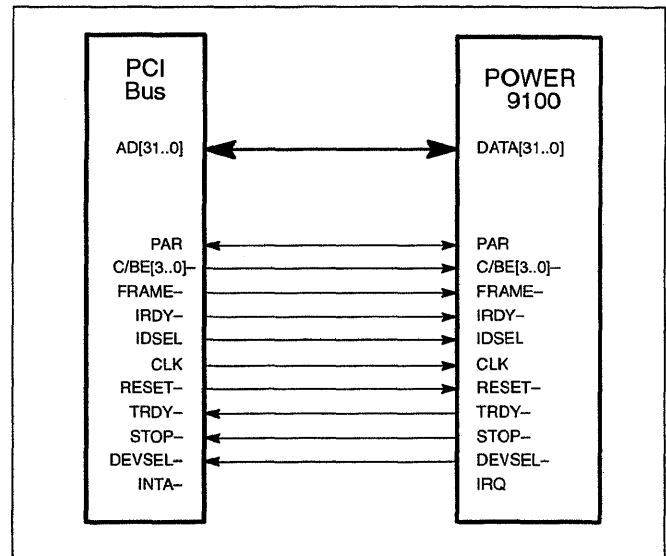 PCI
Bus
POWER
9100
AD[31..0] DATA[31..0]
PAR PAR
C/BE[3..0]– C/BE[3..0]–
FRAME– FRAME–
IRDY– IRDY–
IDSEL IDSEL
CLK CLK
RESET– RESET–
TRDY– TRDY–
STOP– STOP–
DEVSEL– DEVSEL–
INTA– IRQ